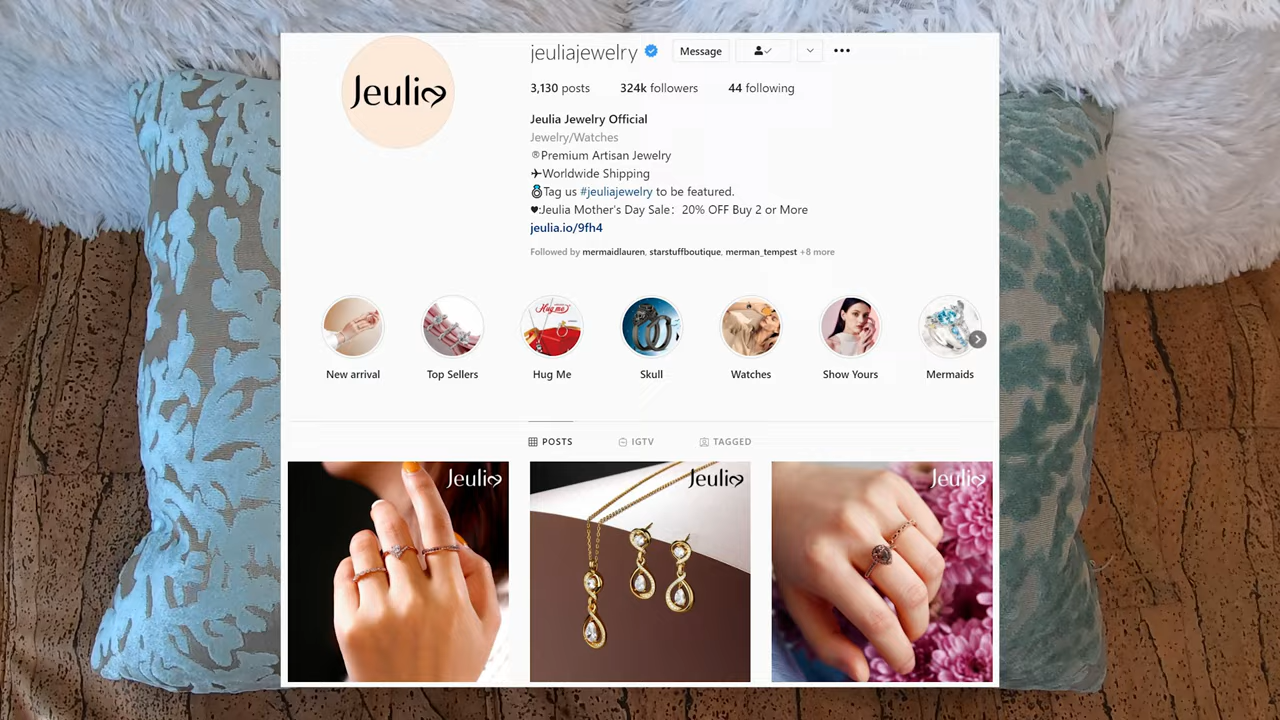 Jeulia
jeuliajewelry
Message
3,130 posts 324k followers 44 following
Jeulia Jewelry Official
Jewelry/Watches
®Premium Artisan Jewelry
✈Worldwide Shipping
💍Tag us #jeuliajewelry to be featured.
♥:Jeulia Mother's Day Sale: 20% OFF Buy 2 or More
jeulia.io/9fh4
Followed by mermaidlauren, starstuffboutique, merman_tempest +8 more
Hug me
New arrival Top Sellers Hug Me Skull Watches Show Yours Mermaids
POSTS IGTV TAGGED
Jeulia Jeulia Jeulia